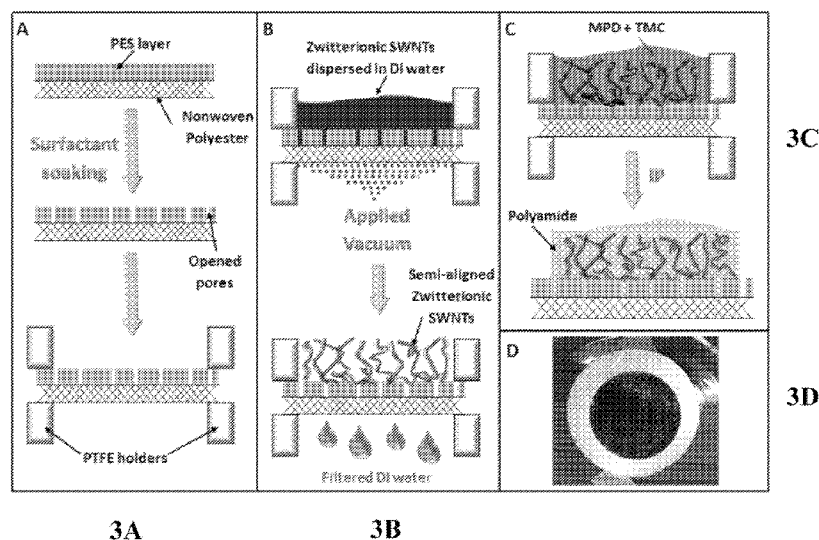 A
PES layer
Nonwoven
Polyester
Surfactant
soaking
Opened
pores
PTFE holders
B
Zwitterionic SWNTs
dispersed in DI water
Applied
Vacuum
Semi-aligned
Zwitterionic
SWNTs
Filtered DI water
C
MPD + TMC
IP
Polyamide
D
3C
3D
3A
3B